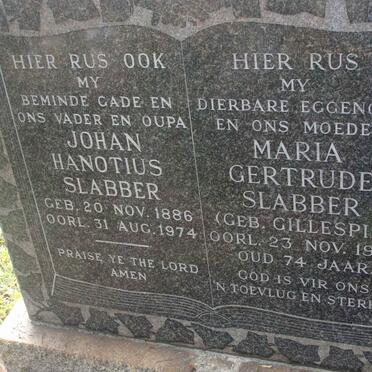 HIER RUS OOK
MY
BEMINDE GADE EN
ONS VADER EN OUPA
JOHAN
HANOTIUS
SLABBER
GEB. 20 NOV. 1886
OORL. 31 AUG. 1974
PRAISE YE THE LORD
AMEN
HIER RUS
MY
DIERBARE EGGENO
EN ONS MOEDE
MARIA
GERTRUDE
SLABBER
(GEB. GILLESPI
OORL. 23 NOV. 19
OUD 74 JAAR
GOD IS VIR ONS
'N TOEVLUG EN STERK